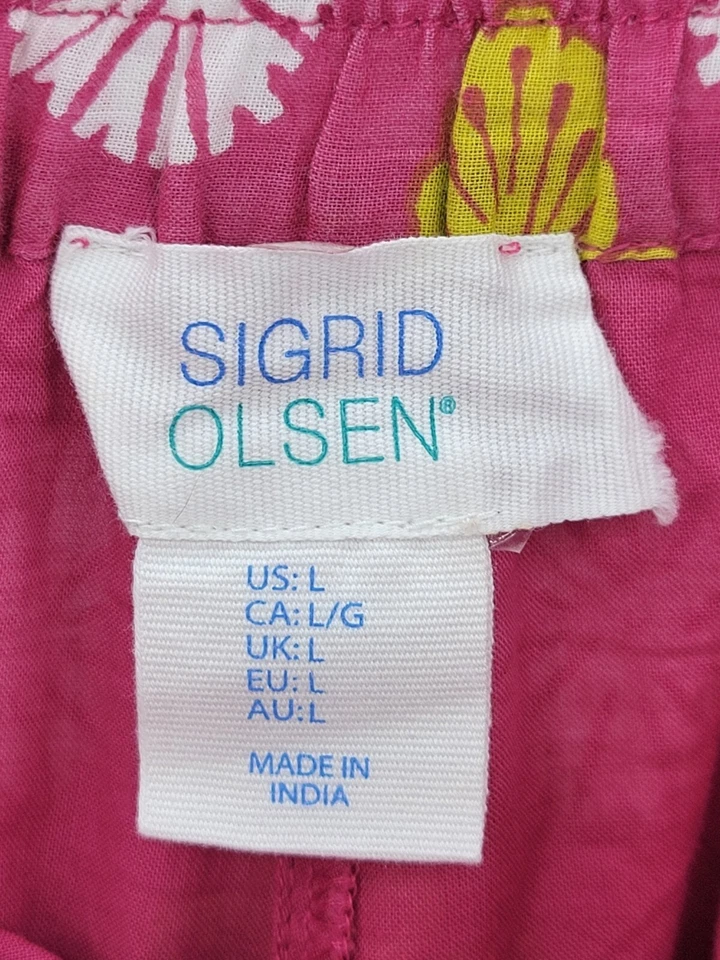 SIGRID
OLSEN®
US: L
CA: L/G
UK: L
EU: L
AU: L
MADE IN
INDIA